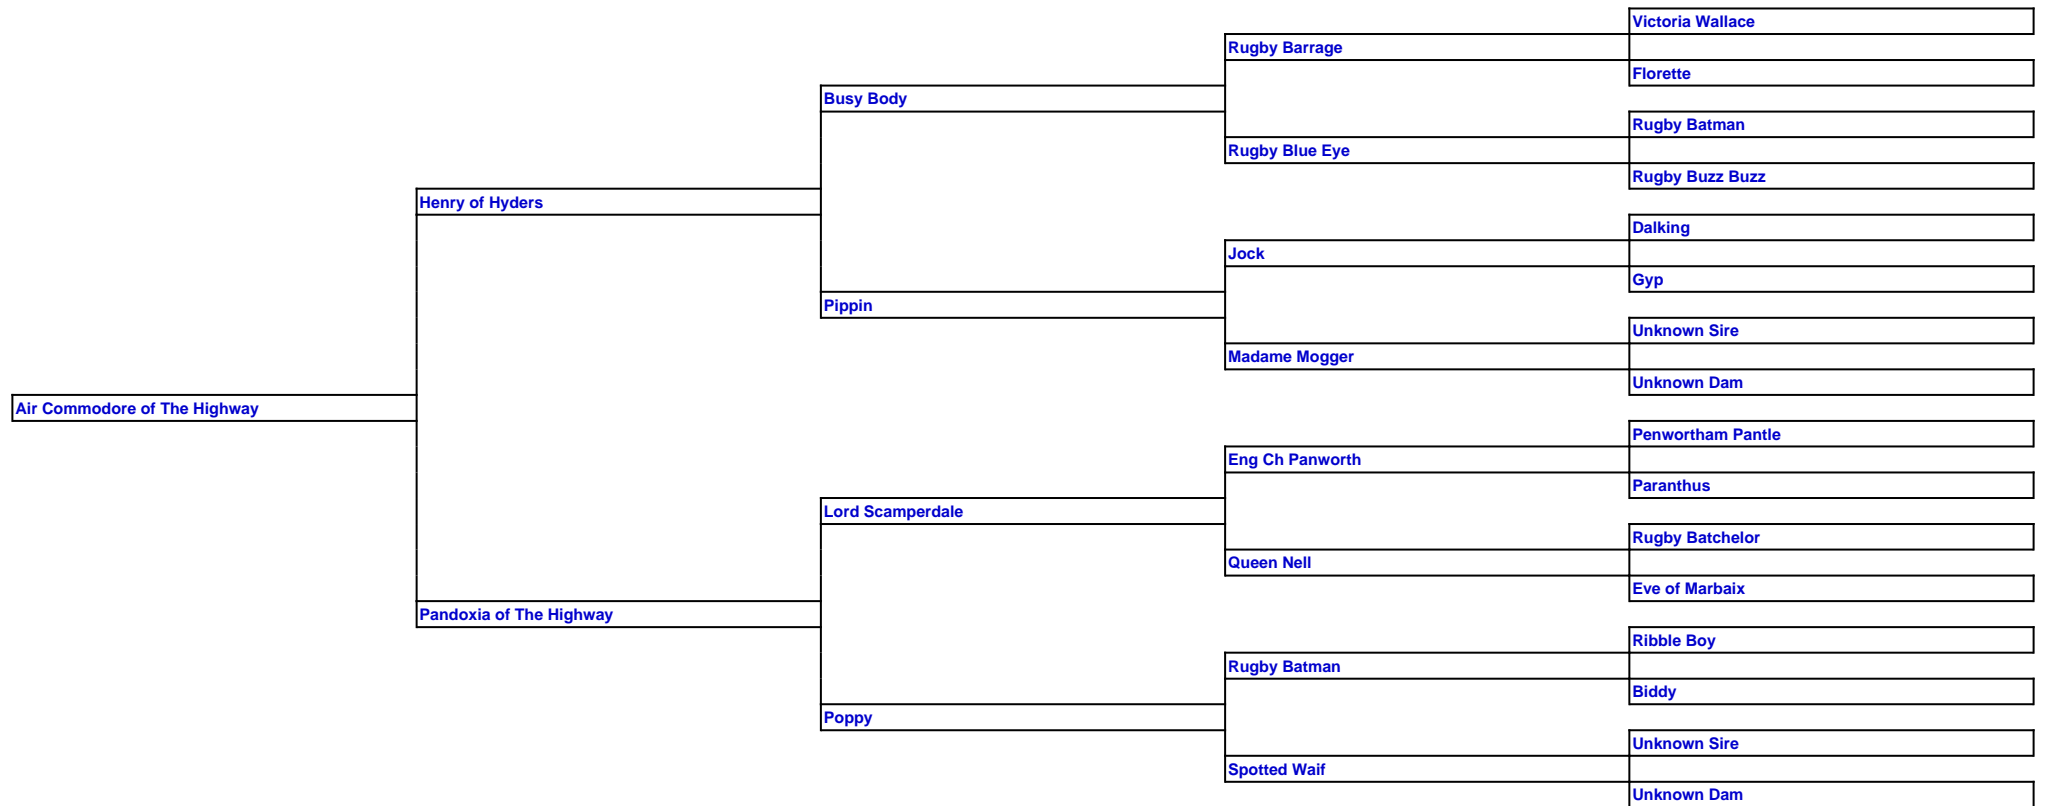 Victoria Wallace
Rugby Barrage
Florette
Busy Body
Rugby Batman
Rugby Blue Eye
Rugby Buzz Buzz
Henry of Hyders
Dalking
Jock
Gyp
Pippin
Unknown Sire
Madame Mogger
Unknown Dam
Air Commodore of The Highway
Penwortham Pantle
Eng Ch Panworth
Paranthus
Lord Scamperdale
Rugby Batchelor
Queen Nell
Eve of Marbaix
Pandoxia of The Highway
Ribble Boy
Rugby Batman
Biddy
Poppy
Unknown Sire
Spotted Waif
Unknown Dam